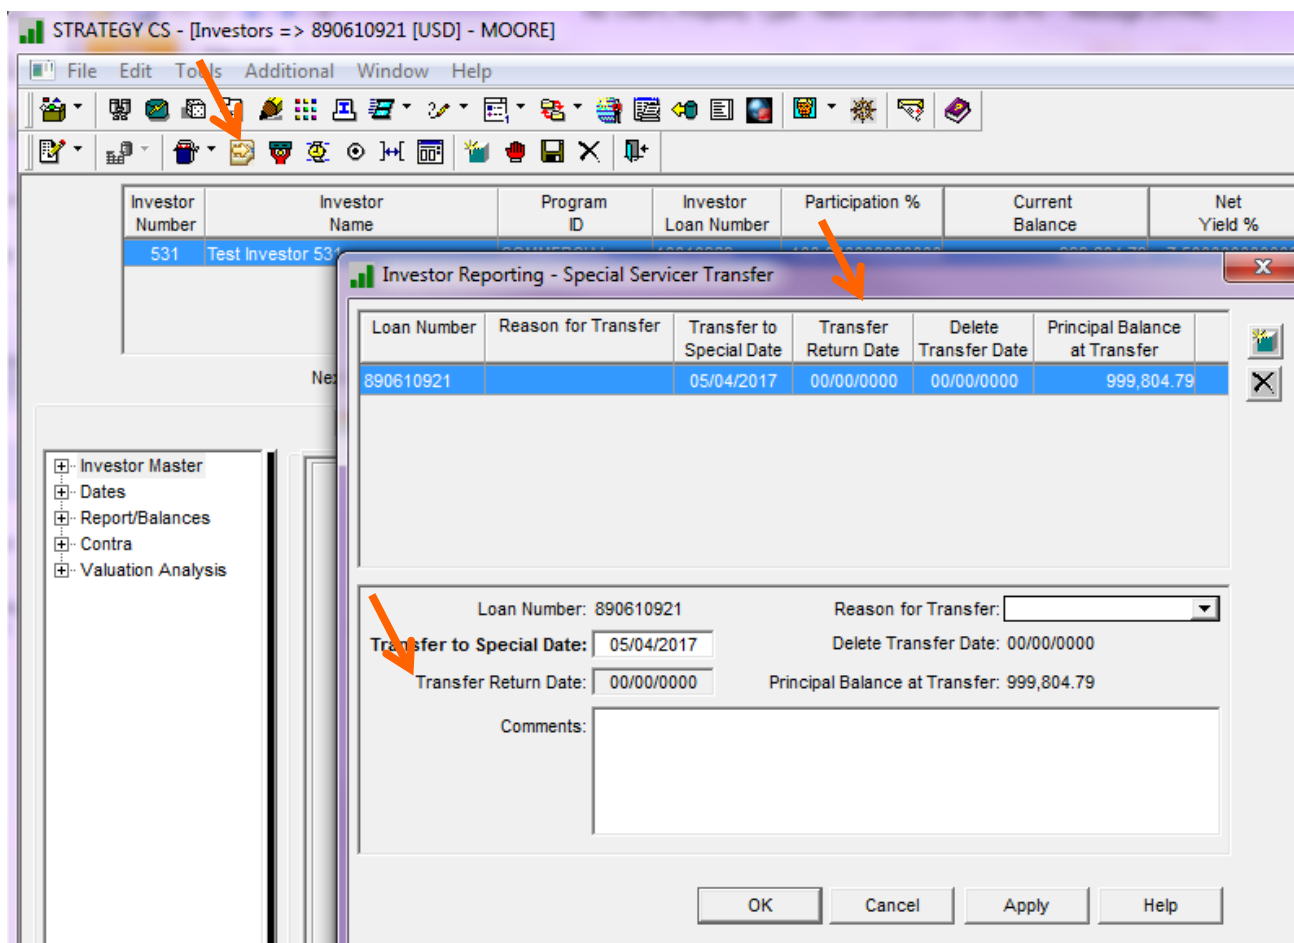 STRATEGY CS - [Investors => 890610921 [USD] - MOORE]
File Edit Tools Additional Window Help
Investor Number Investor Name Program ID Investor Loan Number Participation % Current Balance Net Yield %
531 Test Investor 531
Investor Reporting - Special Servicer Transfer
Loan Number Reason for Transfer Transfer to Special Date Transfer Return Date Delete Transfer Date Principal Balance at Transfer
890610921 05/04/2017 00/00/0000 00/00/0000 999,804.79
Investor Master
Dates
Report/Balances
Contra
Valuation Analysis
Loan Number: 890610921 Reason for Transfer:
Transfer to Special Date: 05/04/2017 Delete Transfer Date: 00/00/0000
Transfer Return Date: 00/00/0000 Principal Balance at Transfer: 999,804.79
Comments:
OK Cancel Apply Help